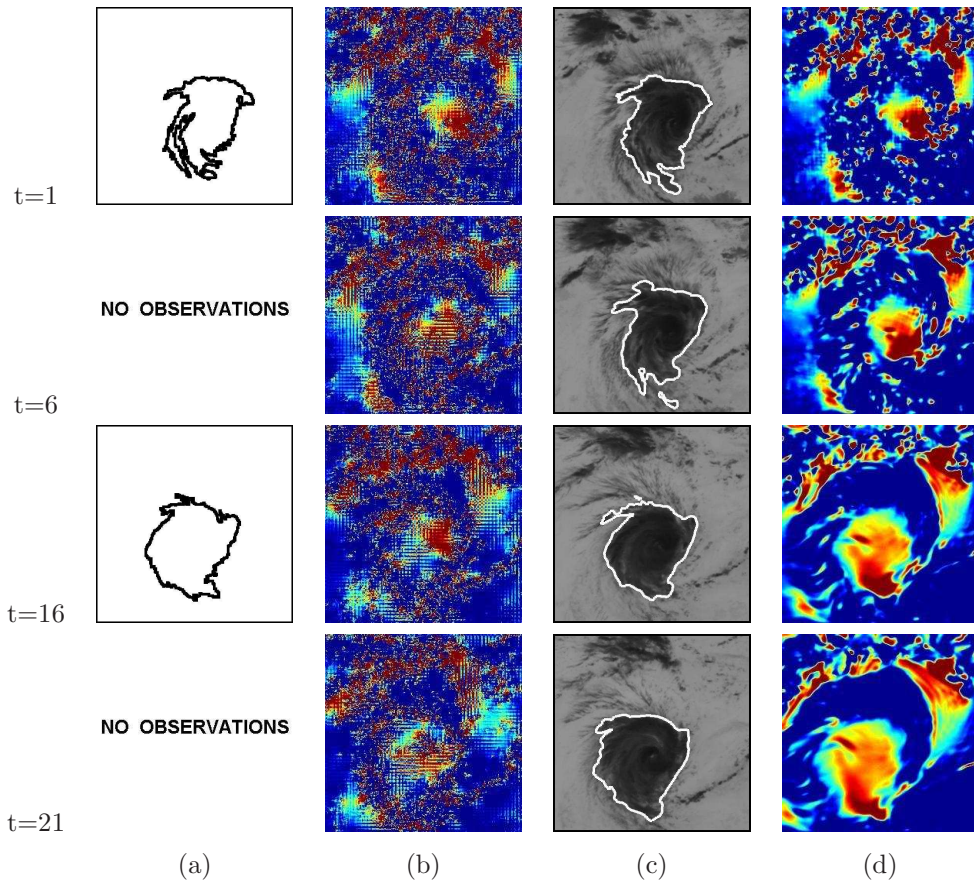 t=1
NO OBSERVATIONS
t=6
t=16
NO OBSERVATIONS
t=21
(a) (b) (c) (d)